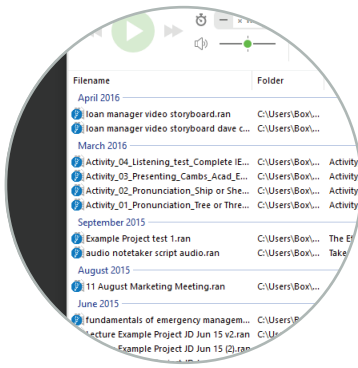 Filename Folder
April 2016
loan manager video storyboard.ran C:\Users\Box\...
loan manager video storyboard dave c... C:\Users\Box\...
March 2016
Activity_04_Listening_test_Complete IE... C:\Users\Box\... Activity
Activity_03_Presenting_Cambs_Acad_E... C:\Users\Box\... Activity
Activity_02_Pronunciation_Ship or She... C:\Users\Box\... Activity
Activity_01_Pronunciation_Tree or Thre... C:\Users\Box\... Activity
September 2015
Example Project test 1.ran C:\Users\Box\... The
audio notetaker script audio.ran C:\Users\Box\... Take
August 2015
11 August Marketing Meeting.ran C:\Users\Box\...
June 2015
fundamentals of emergency managem... C:\Users\
Lecture Example Project JD Jun 15 v2.ran C:\Users
Example Project JD Jun 15 (2).ran